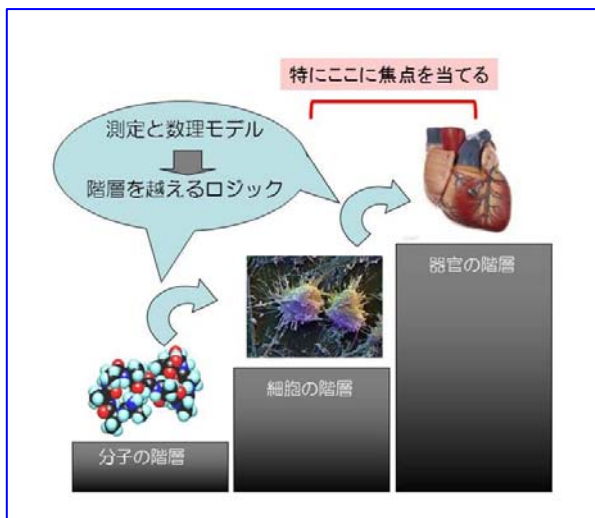 特にここに焦点を当てる
測定と数理モデル
階層を越えるロジック
器官の階層
細胞の階層
分子の階層